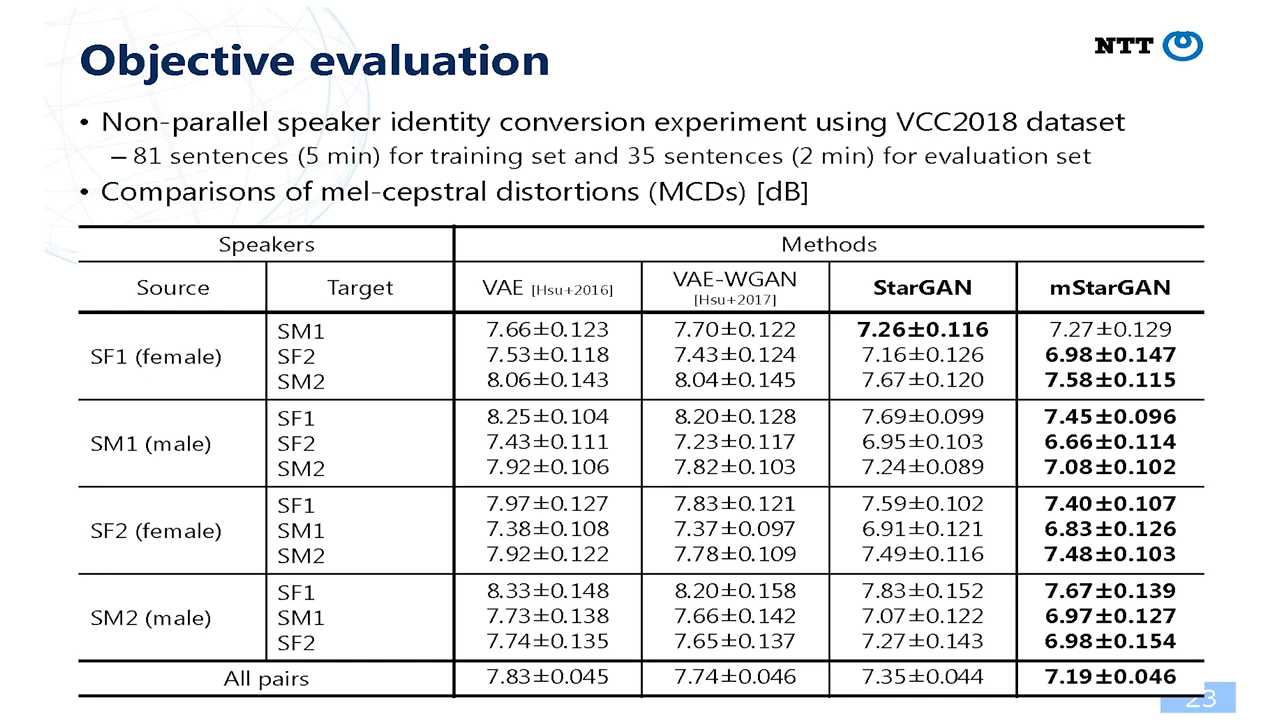 Objective evaluation
NTT
• Non-parallel speaker identity conversion experiment using VCC2018 dataset
– 81 sentences (5 min) for training set and 35 sentences (2 min) for evaluation set
• Comparisons of mel-cepstral distortions (MCDs) [dB]
Speakers Methods
Source Target VAE [Hsu+2016] VAE-WGAN [Hsu+2017] StarGAN mStarGAN
SF1 (female)
SM1 7.66±0.123 7.70±0.122 7.26±0.116 7.27±0.129
SF2 7.53±0.118 7.43±0.124 7.16±0.126 6.98±0.147
SM2 8.06±0.143 8.04±0.145 7.67±0.120 7.58±0.115
SM1 (male)
SF1 8.25±0.104 8.20±0.128 7.69±0.099 7.45±0.096
SF2 7.43±0.111 7.23±0.117 6.95±0.103 6.66±0.114
SM2 7.92±0.106 7.82±0.103 7.24±0.089 7.08±0.102
SF2 (female)
SF1 7.97±0.127 7.83±0.121 7.59±0.102 7.40±0.107
SM1 7.38±0.108 7.37±0.097 6.91±0.121 6.83±0.126
SM2 7.92±0.122 7.78±0.109 7.49±0.116 7.48±0.103
SM2 (male)
SF1 8.33±0.148 8.20±0.158 7.83±0.152 7.67±0.139
SM1 7.73±0.138 7.66±0.142 7.07±0.122 6.97±0.127
SF2 7.74±0.135 7.65±0.137 7.27±0.143 6.98±0.154
All pairs 7.83±0.045 7.74±0.046 7.35±0.044 7.19±0.046
23